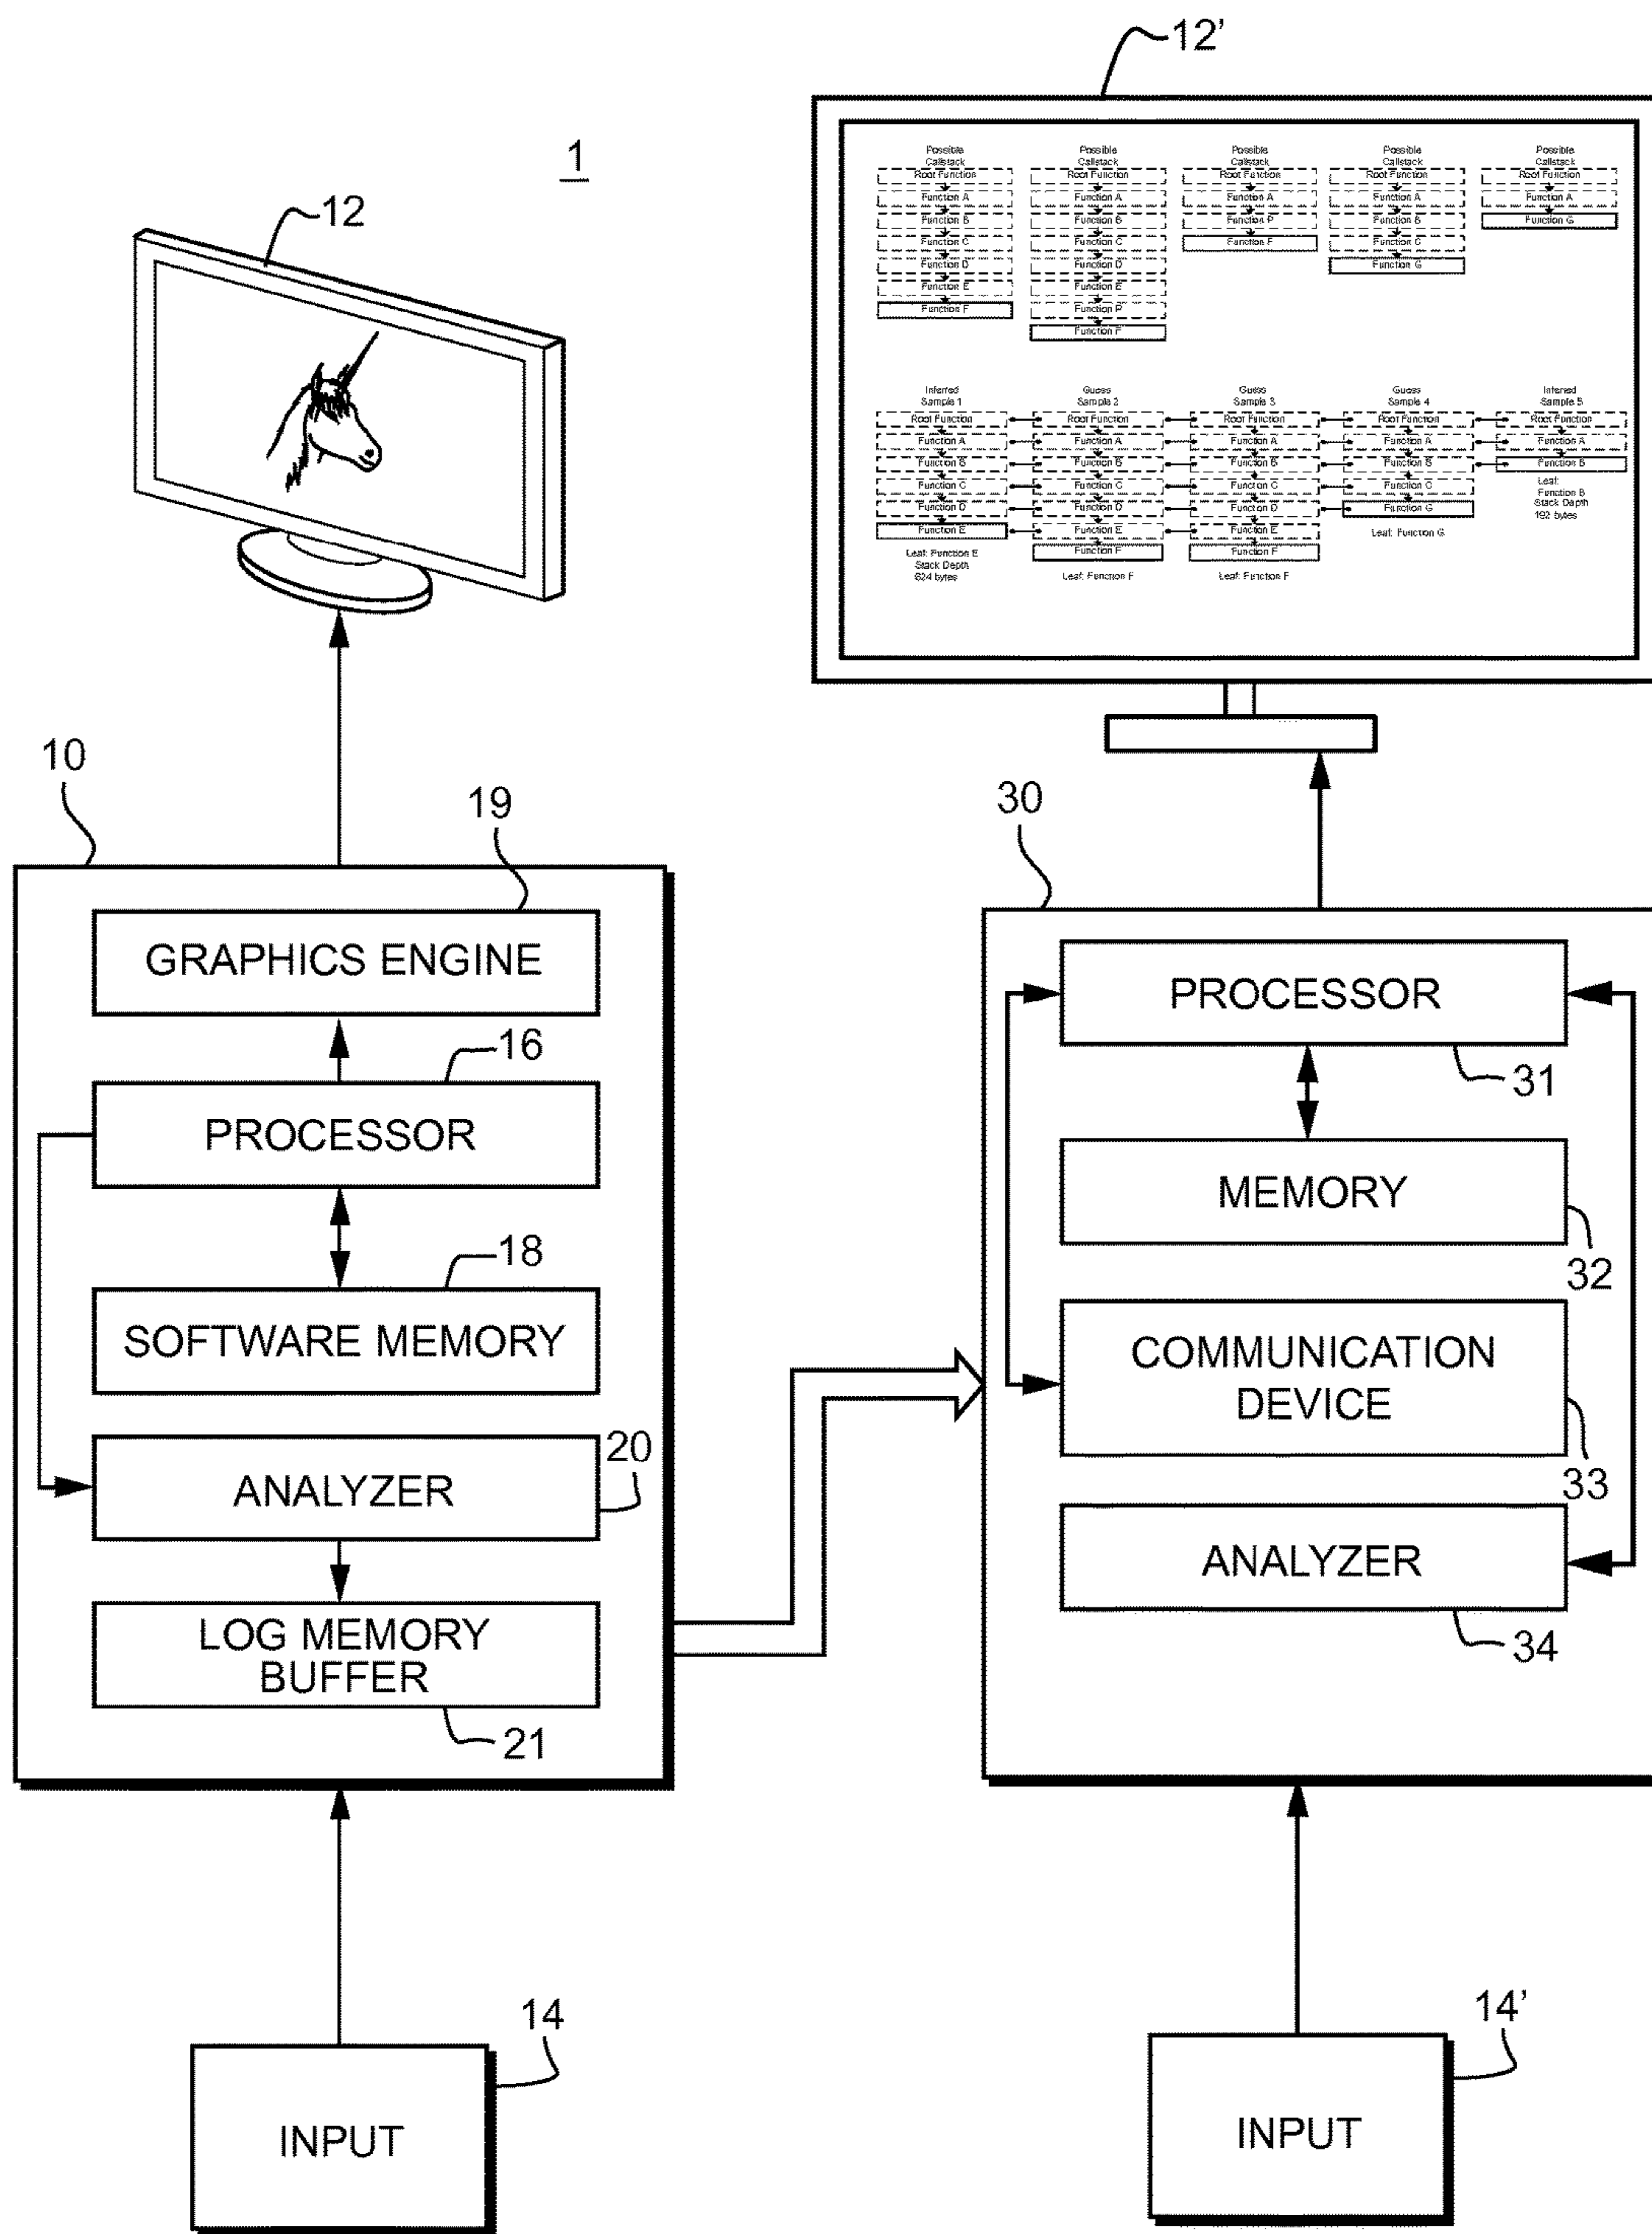 12’
1
12
Possible Callstack
Root Function
Function A
Function B
Function C
Function D
Function E
Function F
Possible Callstack
Root Function
Function A
Function B
Function C
Function D
Function E
Function P
Function F
Possible Callstack
Root Function
Function A
Function P
Function F
Possible Callstack
Root Function
Function A
Function B
Function C
Function G
Possible Callstack
Root Function
Function A
Function G
Inferred Sample 1
Root Function
Function A
Function B
Function C
Function D
Function E
Leaf: Function E
Stack Depth
624 bytes
Guess Sample 2
Root Function
Function A
Function B
Function C
Function D
Function E
Function F
Leaf: Function F
Guess Sample 3
Root Function
Function A
Function B
Function C
Function D
Function E
Function F
Leaf: Function F
Guess Sample 4
Root Function
Function A
Function B
Function C
Function G
Leaf: Function G
Inferred Sample 5
Root Function
Function A
Function B
Leaf:
Function B
Stack Depth
192 bytes
10
19
GRAPHICS ENGINE
16
PROCESSOR
18
SOFTWARE MEMORY
20
ANALYZER
LOG MEMORY
BUFFER
21
30
PROCESSOR
31
MEMORY
32
COMMUNICATION
DEVICE
33
ANALYZER
34
14
INPUT
14’
INPUT